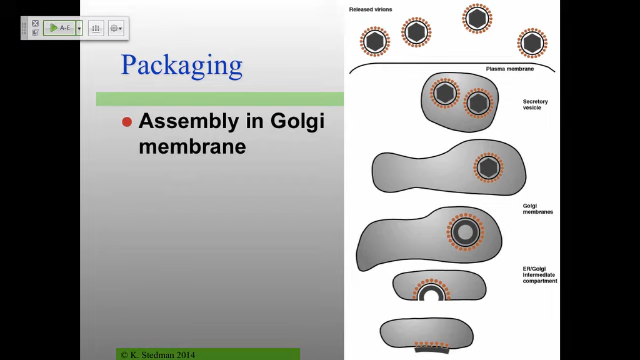 A-E
Packaging
Assembly in Golgi
membrane
© K. Stedman 2014
Released virions
Plasma membrane
Secretory
vesicle
Golgi
membranes
ER/Golgi
Intermediate
compartment